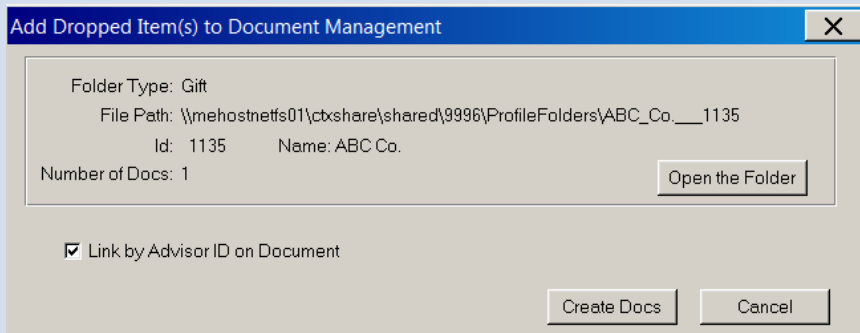 Add Dropped Item(s) to Document Management
Folder Type: Gift
File Path: \\mehostnetfs01\ctxshare\shared\9996\ProfileFolders\ABC_Co.___1135
Id: 1135 Name: ABC Co.
Number of Docs: 1
Open the Folder
Link by Advisor ID on Document
Create Docs Cancel